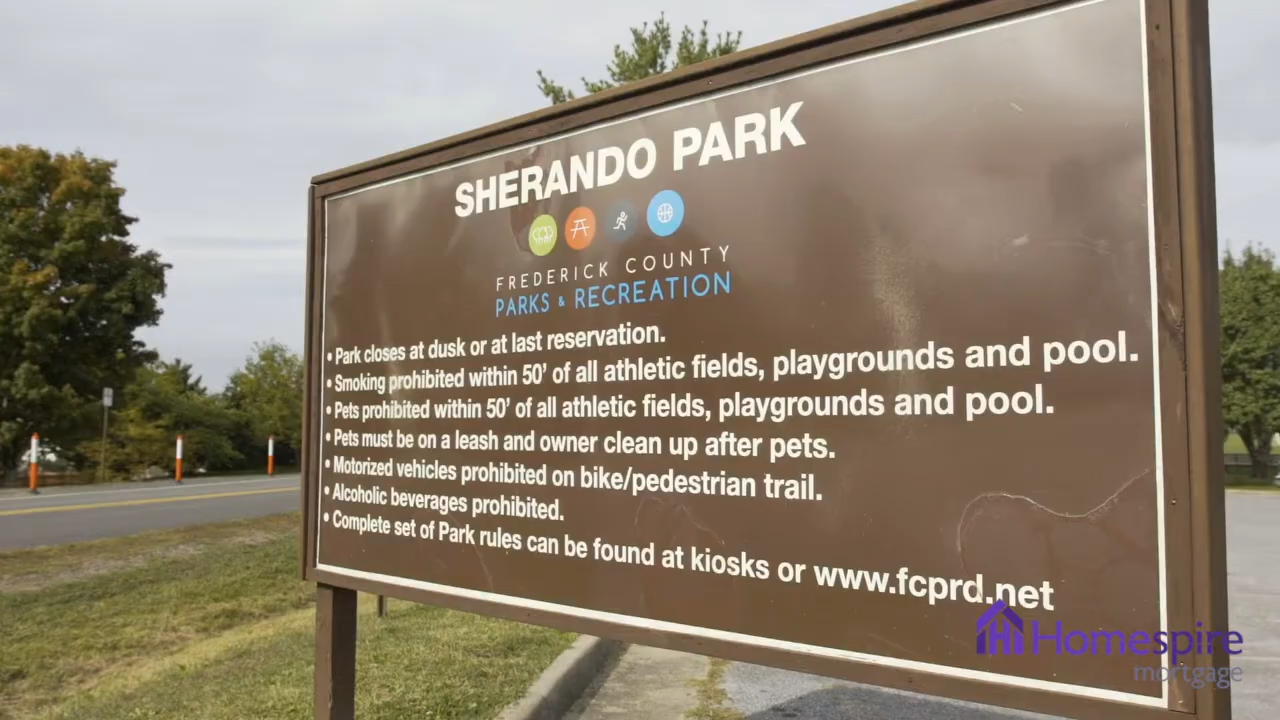 SHERANDO PARK
FREDERICK COUNTY
PARKS & RECREATION
• Park closes at dusk or at last reservation.
• Smoking prohibited within 50' of all athletic fields, playgrounds and pool.
• Pets prohibited within 50' of all athletic fields, playgrounds and pool.
• Pets must be on a leash and owner clean up after pets.
• Motorized vehicles prohibited on bike/pedestrian trail.
• Alcoholic beverages prohibited.
• Complete set of Park rules can be found at kiosks or www.fcprd.net
Homespire
mortgage